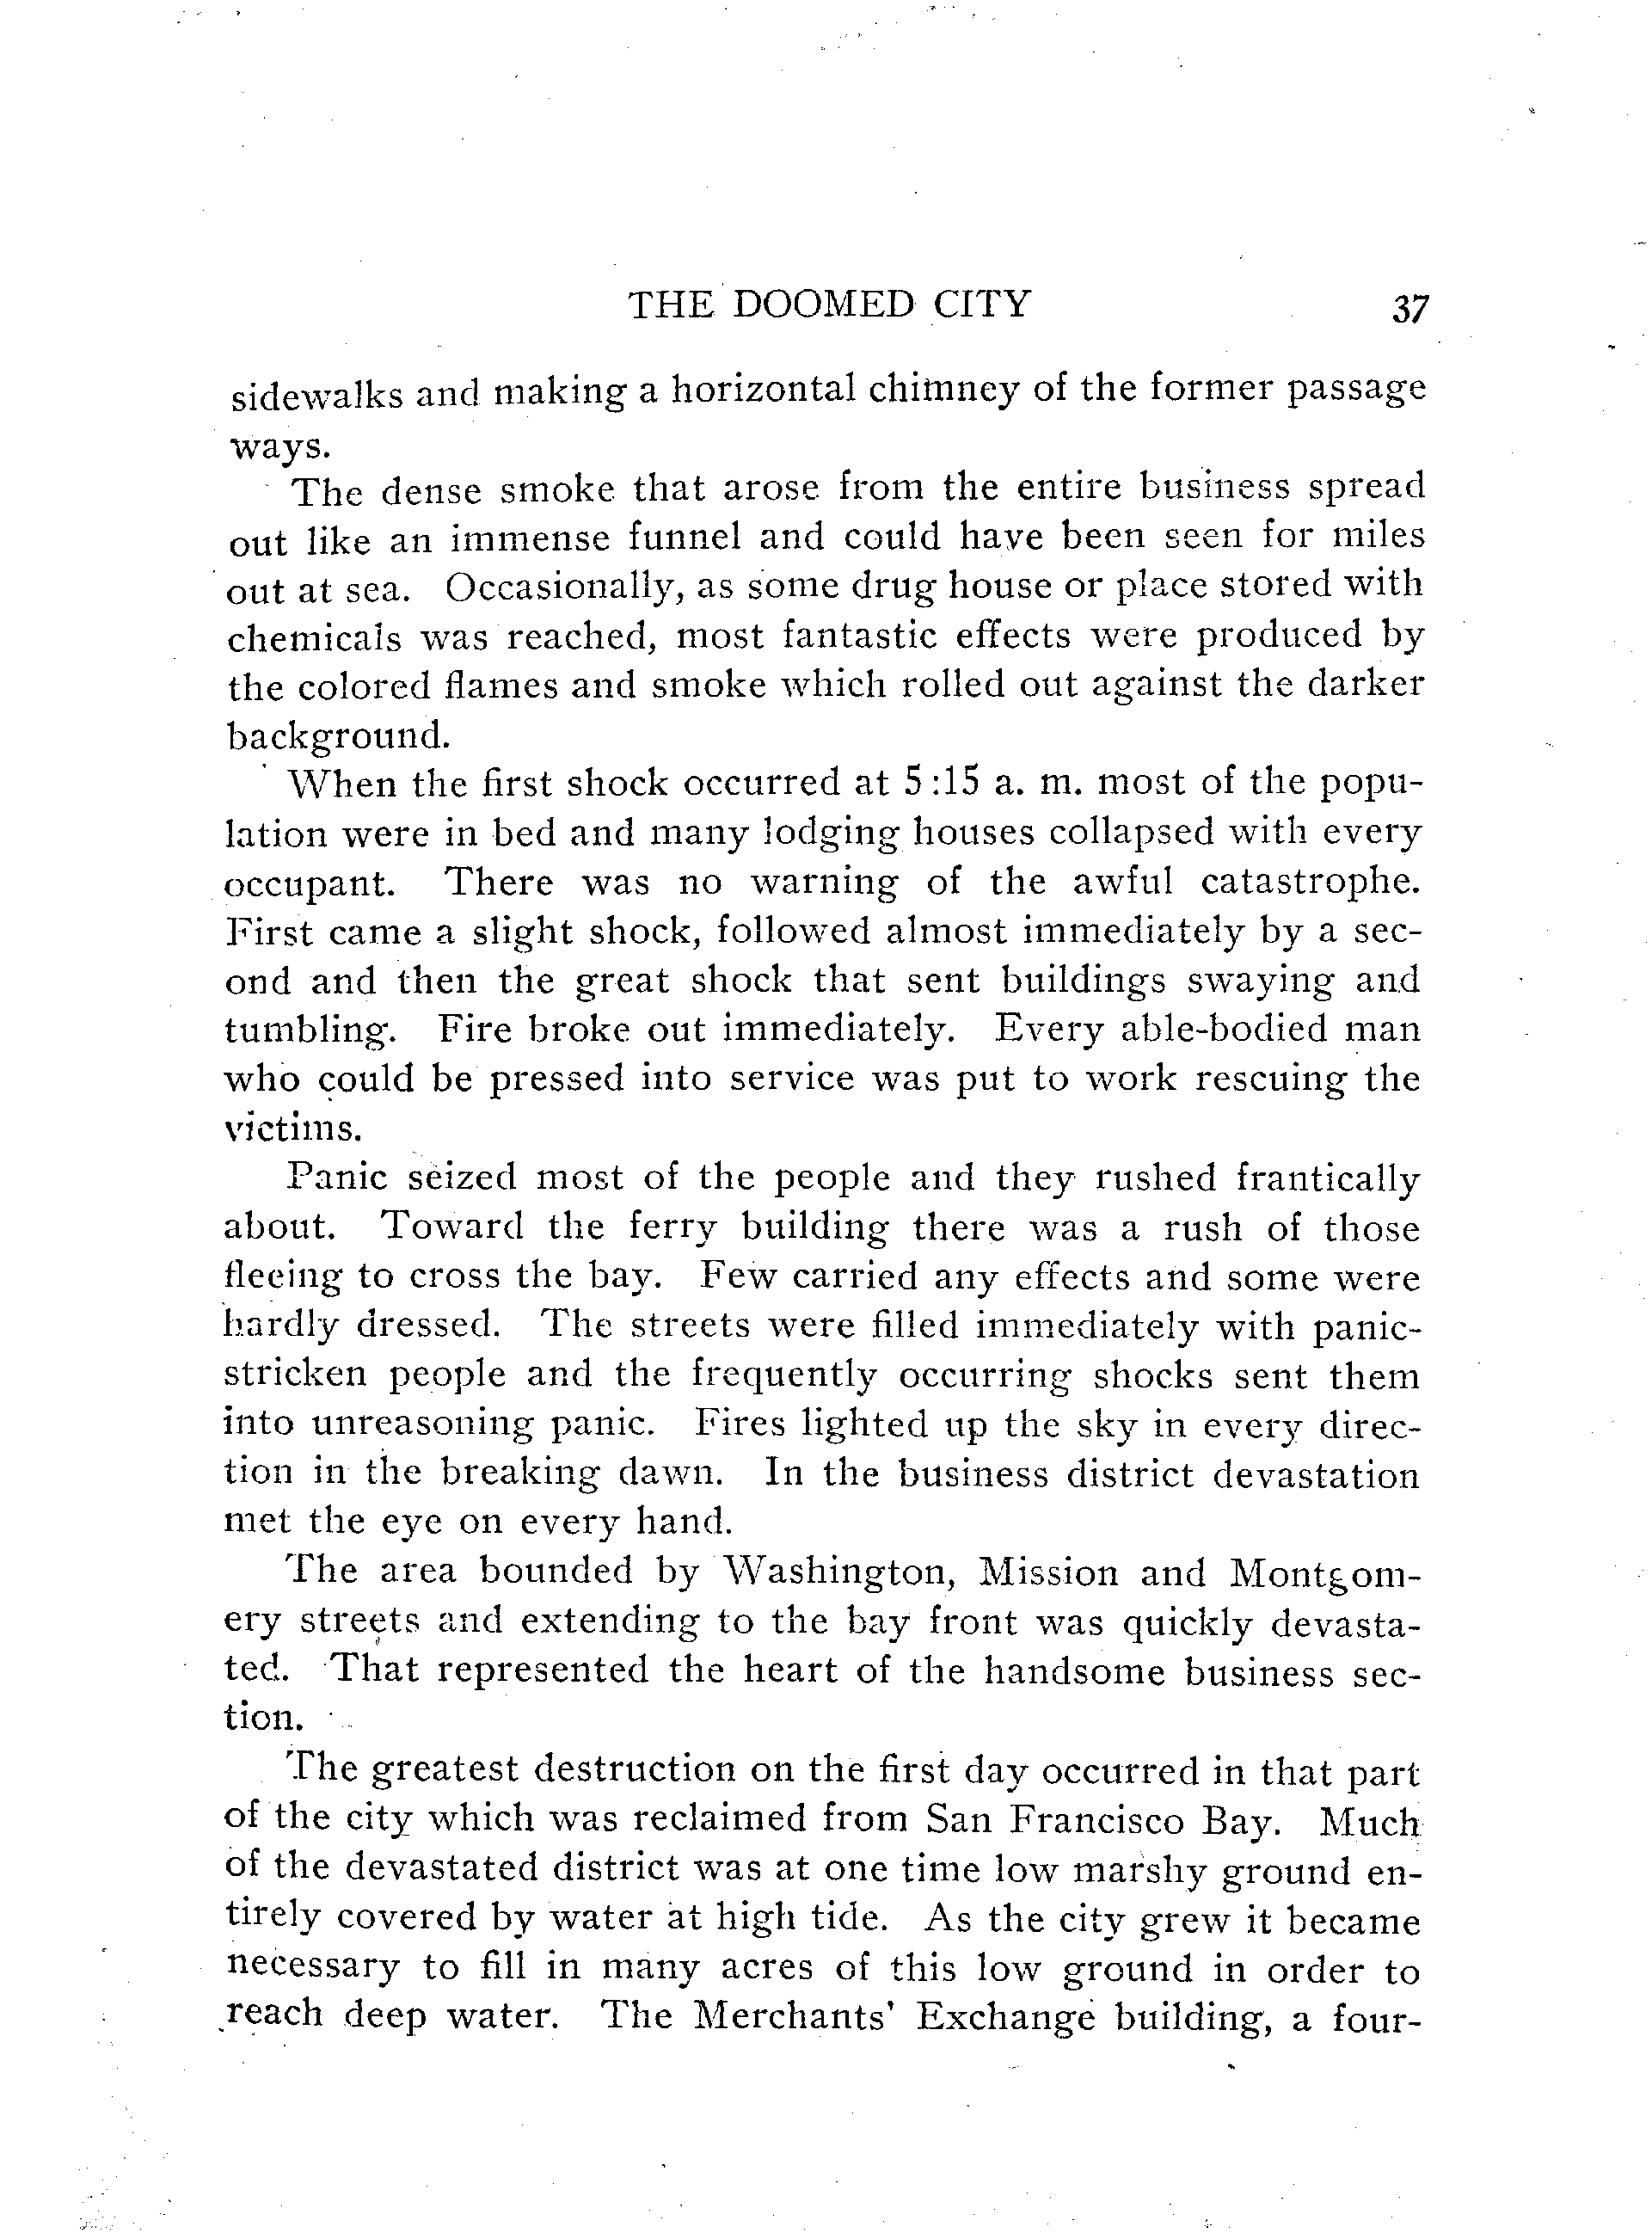 THE DOOMED CITY 37
sidewalks and making a horizontal chimney of the former passage
ways.
The dense smoke that arose from the entire business spread
out like an immense funnel and could have been seen for miles
out at sea. Occasionally, as some drug house or place stored with
chemicals was reached, most fantastic effects were produced by
the colored flames and smoke which rolled out against the darker
background.
When the first shock occurred at 5:15 a. m. most of the popu-
lation were in bed and many lodging houses collapsed with every
occupant. There was no warning of the awful catastrophe.
First came a slight shock, followed almost immediately by a sec-
ond and then the great shock that sent buildings swaying and
tumbling. Fire broke out immediately. Every able-bodied man
who could be pressed into service was put to work rescuing the
victims.
Panic seized most of the people and they rushed frantically
about. Toward the ferry building there was a rush of those
fleeing to cross the bay. Few carried any effects and some were
hardly dressed. The streets were filled immediately with panic-
stricken people and the frequently occurring shocks sent them
into unreasoning panic. Fires lighted up the sky in every direc-
tion in the breaking dawn. In the business district devastation
met the eye on every hand.
The area bounded by Washington, Mission and Montgom-
ery streets and extending to the bay front was quickly devasta-
ted. That represented the heart of the handsome business sec-
tion.
The greatest destruction on the first day occurred in that part
of the city which was reclaimed from San Francisco Bay. Much
of the devastated district was at one time low marshy ground en-
tirely covered by water at high tide. As the city grew it became
necessary to fill in many acres of this low ground in order to
reach deep water. The Merchants' Exchange building, a four-